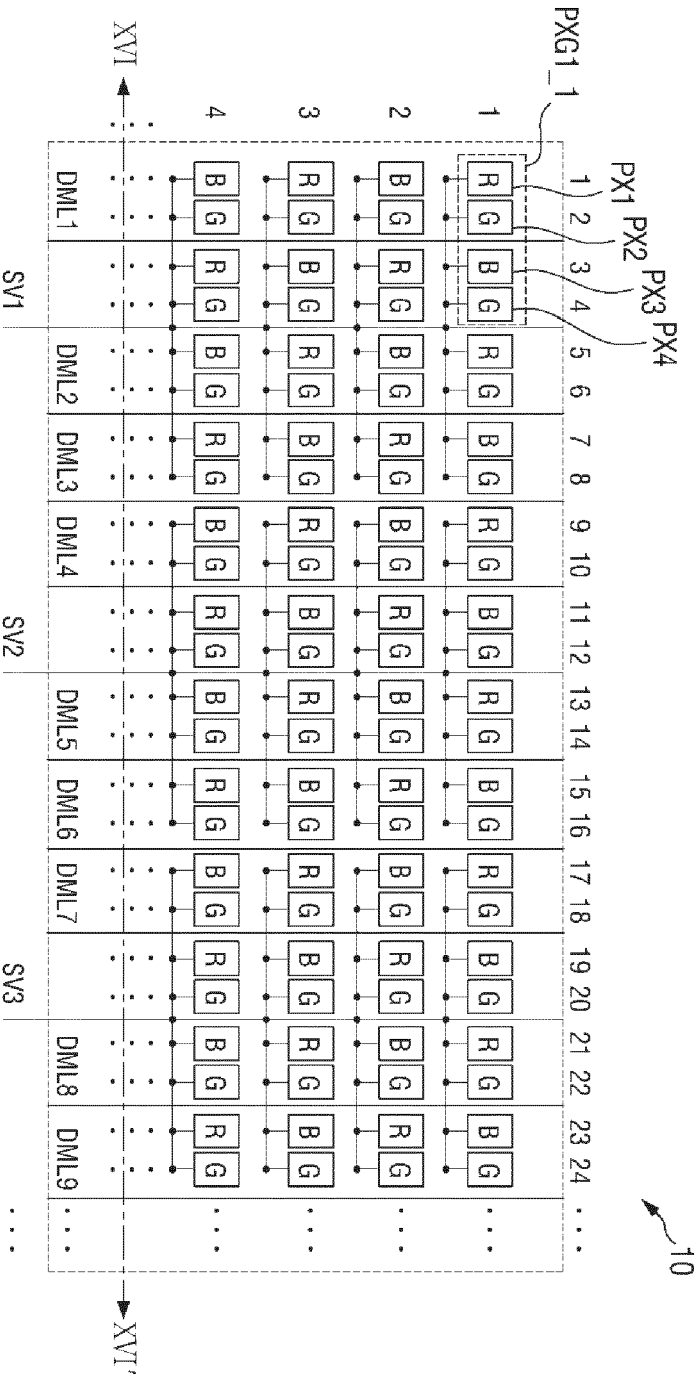 10
PXG1_1
PX1 PX2 PX3 PX4
1 2 3 4 5 6 7 8 9 10 11 12 13 14 15 16 17 18 19 20 21 22 23 24 ...
1 R G B G R G B G R G B G R G B G R G B G R G B G ...
2 B G R G B G R G B G R G B G R G B G R G B G R G ...
3 R G B G R G B G R G B G R G B G R G B G R G B G ...
4 B G R G B G R G B G R G B G R G B G R G B G R G ...
XVI XVI'
DML1 DML2 DML3 DML4 DML5 DML6 DML7 DML8 DML9 ...
SV1 SV2 SV3 ...